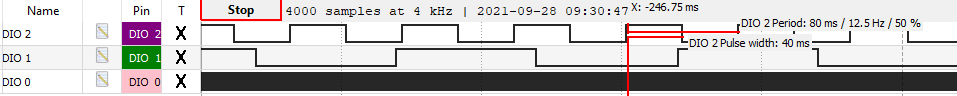 Name Pin T Stop 4000 samples at 4 kHz | 2021-09-28 09:30:47 X: -246.75 ms
DIO 2 DIO 2 X DIO 2 Period: 80 ms / 12.5 Hz / 50 %
DIO 2 Pulse width: 40 ms
DIO 1 DIO 1 X
DIO 0 DIO 0 X